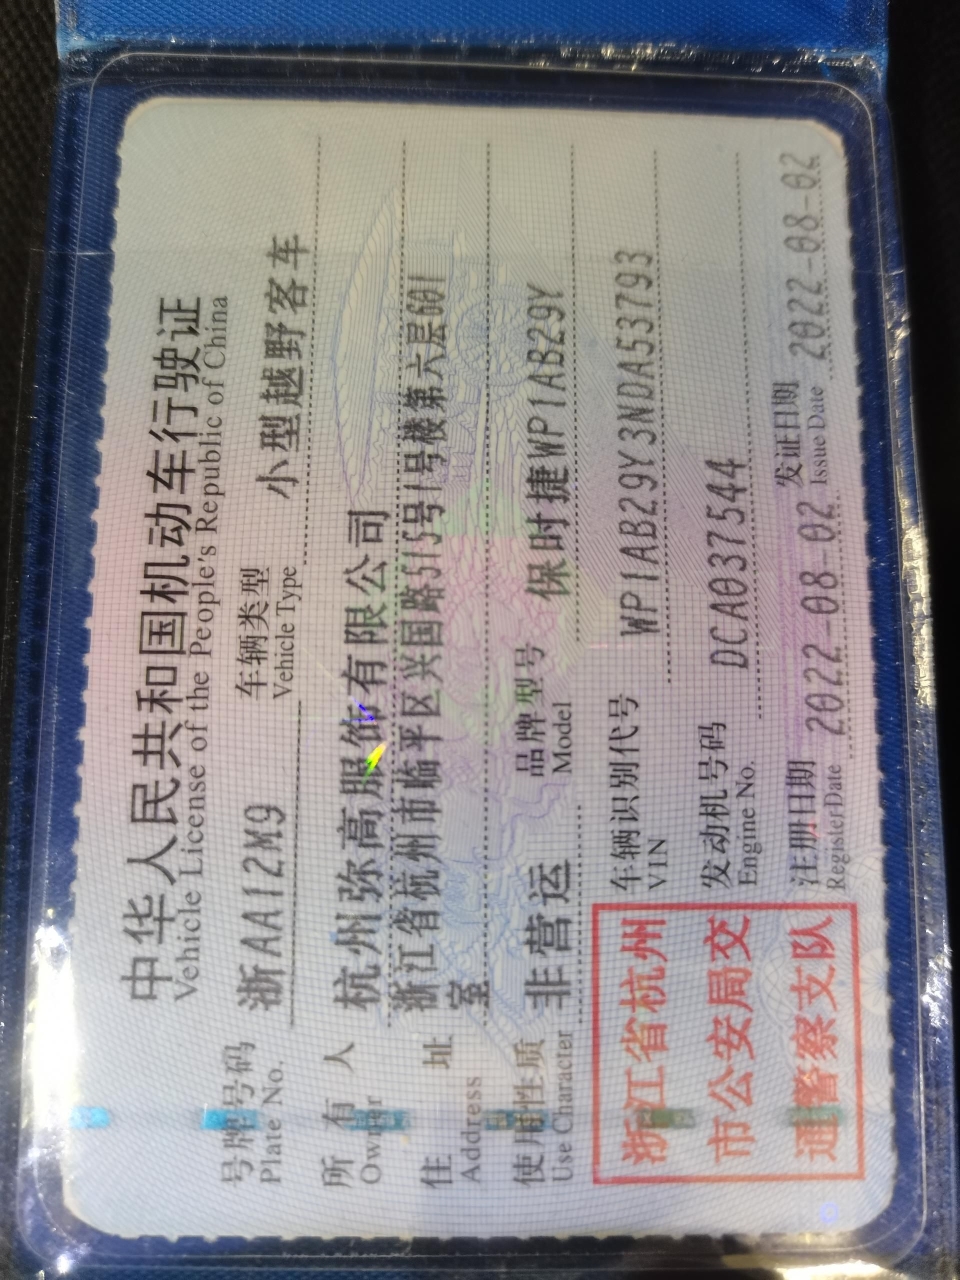 中华人民共和国机动车行驶证
Vehicle License of the People's Republic of China
号牌号码 浙AA12M9 车辆类型 小型越野客车
Plate No. Vehicle Type
所有人 杭州弥高服饰有限公司
Owner
住址 浙江省杭州市临平区兴国路515号1号楼第六层601
Address 室
使用性质 非营运 品牌型号 保时捷WP1AB29Y
Use Character Model
浙江省杭州
市公安局交
通警察支队
车辆识别代号 WP1AB29Y3NDA53793
VIN
发动机号码 DCA037544
Engine No.
注册日期 2022-08-02 发证日期 2022-08-02
Register Date Issue Date